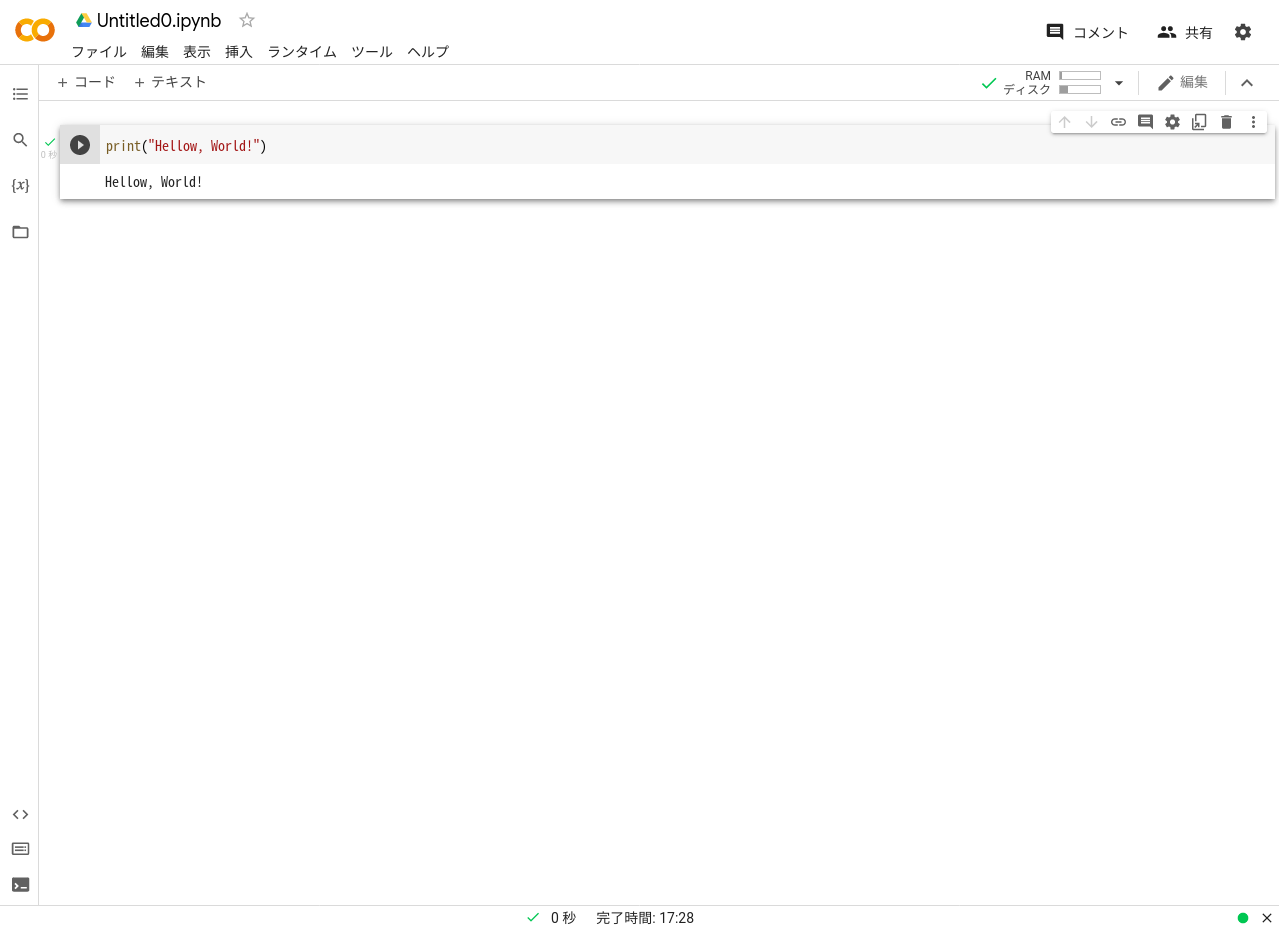 Untitled0.ipynb
ファイル 編集 表示 挿入 ランタイム ツール ヘルプ
コメント 共有
+ コード + テキスト
RAM
ディスク
編集
0 秒
print("Hellow, World!")
Hellow, World!
{x}
0 秒 完了時間: 17:28